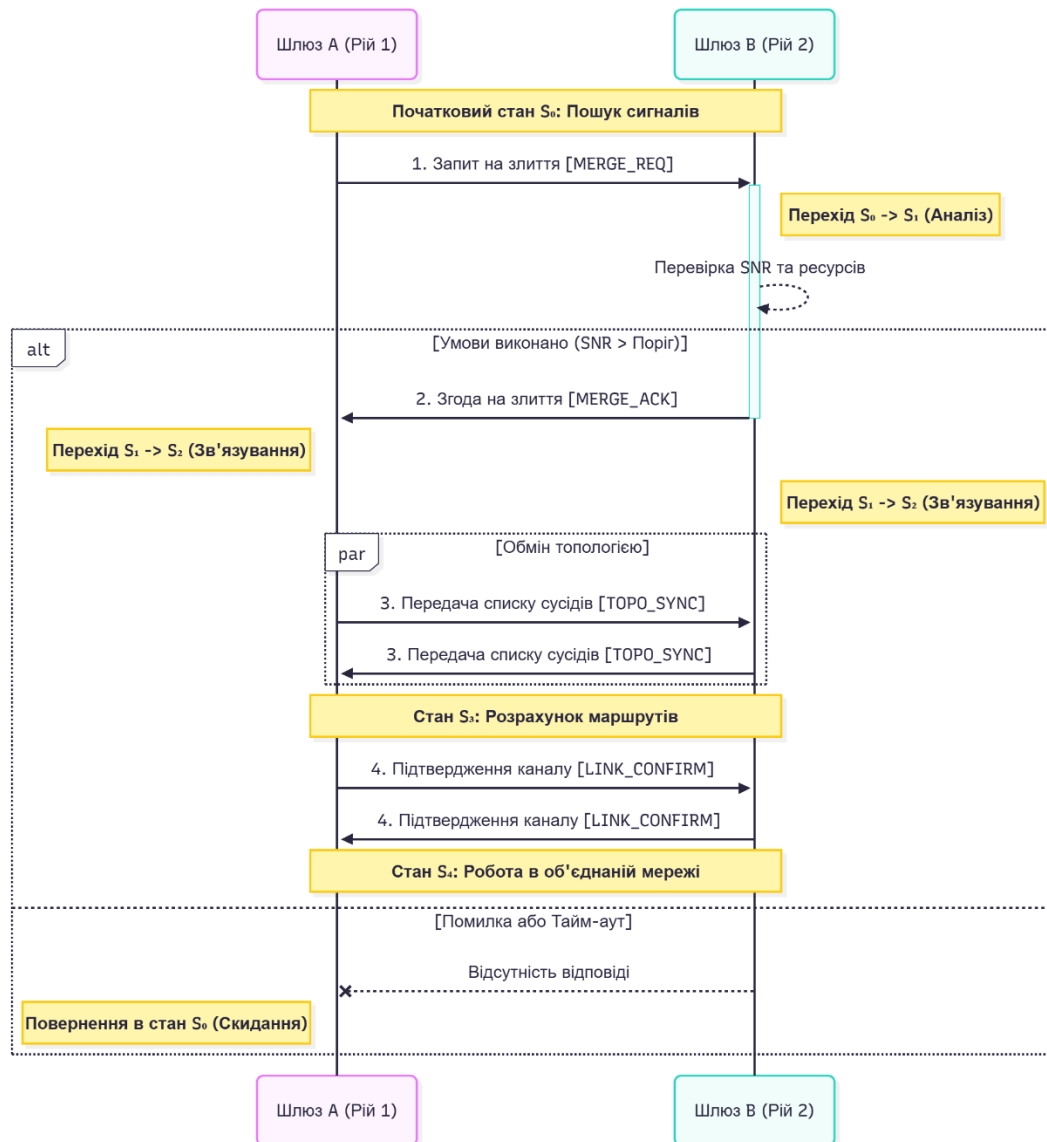 Шлюз A (Рій 1)
Шлюз B (Рій 2)
Початковий стан S₀: Пошук сигналів
1. Запит на злиття [MERGE_REQ]
Перехід S₀ -> S₁ (Аналіз)
Перевірка SNR та ресурсів
alt
[Умови виконано (SNR > Поріг)]
2. Згода на злиття [MERGE_ACK]
Перехід S₁ -> S₂ (Зв'язування)
Перехід S₁ -> S₂ (Зв'язування)
par
[Обмін топологією]
3. Передача списку сусідів [TOPO_SYNC]
3. Передача списку сусідів [TOPO_SYNC]
Стан S₃: Розрахунок маршрутів
4. Підтвердження каналу [LINK_CONFIRM]
4. Підтвердження каналу [LINK_CONFIRM]
Стан S₄: Робота в об'єднаній мережі
[Помилка або Тайм-аут]
Відсутність відповіді
Повернення в стан S₀ (Скидання)
Шлюз A (Рій 1)
Шлюз B (Рій 2)